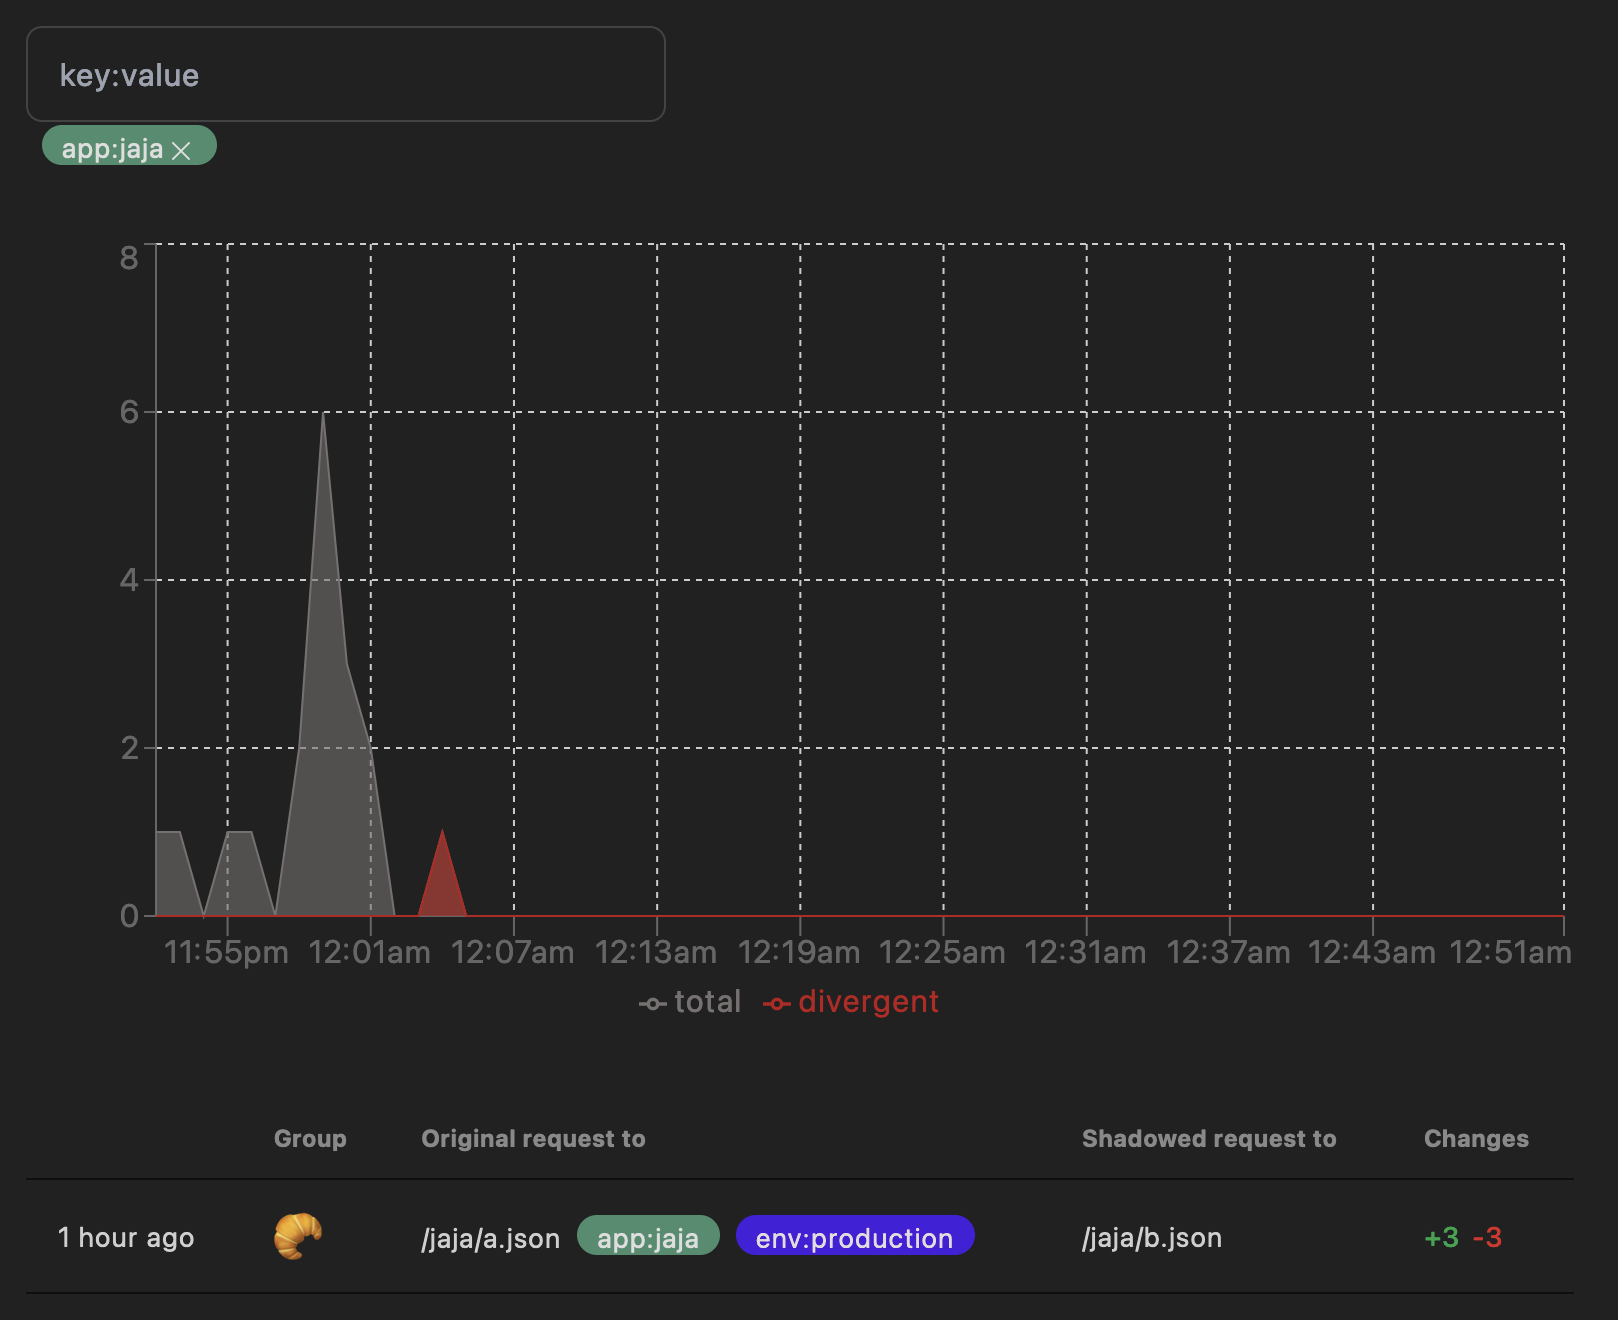 key:value
app:jaja ×
8
6
4
2
0
11:55pm 12:01am 12:07am 12:13am 12:19am 12:25am 12:31am 12:37am 12:43am 12:51am
total divergent
Group Original request to Shadowed request to Changes
1 hour ago /jaja/a.json app:jaja env:production /jaja/b.json +3 -3